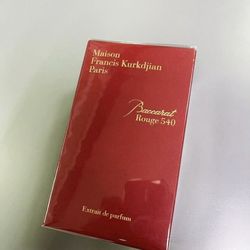 Maison
Francis Kurkdjian
Paris
Baccarat
Rouge 540
Extrait de parfum